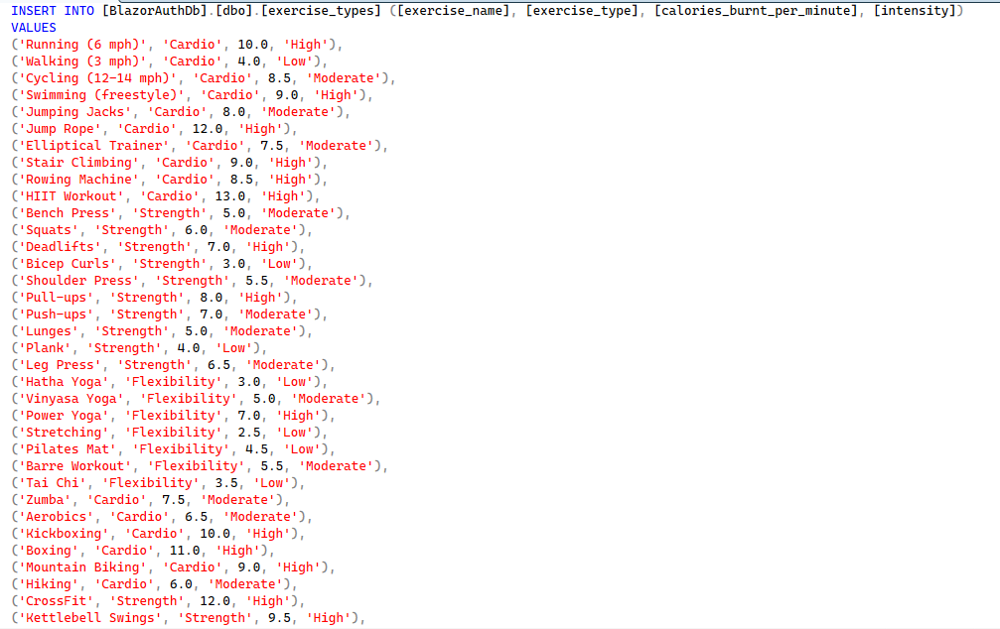 INSERT INTO [BlazorAuthDb].[dbo].[exercise_types] ([exercise_name], [exercise_type], [calories_burnt_per_minute], [intensity])
VALUES
('Running (6 mph)', 'Cardio', 10.0, 'High'),
('Walking (3 mph)', 'Cardio', 4.0, 'Low'),
('Cycling (12-14 mph)', 'Cardio', 8.5, 'Moderate'),
('Swimming (freestyle)', 'Cardio', 9.0, 'High'),
('Jumping Jacks', 'Cardio', 8.0, 'Moderate'),
('Jump Rope', 'Cardio', 12.0, 'High'),
('Elliptical Trainer', 'Cardio', 7.5, 'Moderate'),
('Stair Climbing', 'Cardio', 9.0, 'High'),
('Rowing Machine', 'Cardio', 8.5, 'High'),
('HIIT Workout', 'Cardio', 13.0, 'High'),
('Bench Press', 'Strength', 5.0, 'Moderate'),
('Squats', 'Strength', 6.0, 'Moderate'),
('Deadlifts', 'Strength', 7.0, 'High'),
('Bicep Curls', 'Strength', 3.0, 'Low'),
('Shoulder Press', 'Strength', 5.5, 'Moderate'),
('Pull-ups', 'Strength', 8.0, 'High'),
('Push-ups', 'Strength', 7.0, 'Moderate'),
('Lunges', 'Strength', 5.0, 'Moderate'),
('Plank', 'Strength', 4.0, 'Low'),
('Leg Press', 'Strength', 6.5, 'Moderate'),
('Hatha Yoga', 'Flexibility', 3.0, 'Low'),
('Vinyasa Yoga', 'Flexibility', 5.0, 'Moderate'),
('Power Yoga', 'Flexibility', 7.0, 'High'),
('Stretching', 'Flexibility', 2.5, 'Low'),
('Pilates Mat', 'Flexibility', 4.5, 'Low'),
('Barre Workout', 'Flexibility', 5.5, 'Moderate'),
('Tai Chi', 'Flexibility', 3.5, 'Low'),
('Zumba', 'Cardio', 7.5, 'Moderate'),
('Aerobics', 'Cardio', 6.5, 'Moderate'),
('Kickboxing', 'Cardio', 10.0, 'High'),
('Boxing', 'Cardio', 11.0, 'High'),
('Mountain Biking', 'Cardio', 9.0, 'High'),
('Hiking', 'Cardio', 6.0, 'Moderate'),
('CrossFit', 'Strength', 12.0, 'High'),
('Kettlebell Swings', 'Strength', 9.5, 'High'),